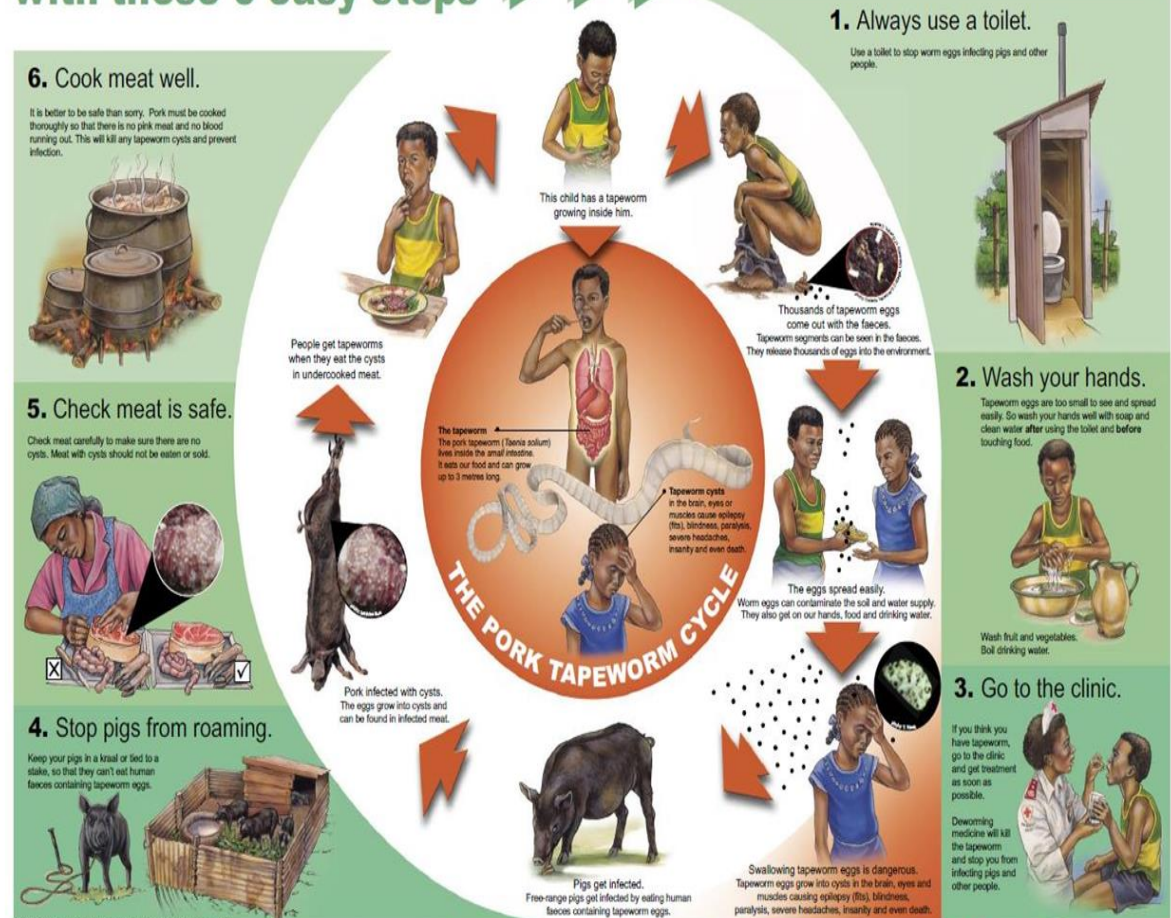 with these 6 easy steps
1. Always use a toilet.
Use a toilet to stop worm eggs infecting pigs and other
people.
6. Cook meat well.
It is better to be safe than sorry. Pork must be cooked
thoroughly so that there is no pink meat and no blood
running out. This will kill any tapeworm cysts and prevent
infection.
This child has a tapeworm
growing inside him.
Thousands of tapeworm eggs
come out with the faeces.
Tapeworm segments can be seen in the faeces.
They release thousands of eggs into the environment.
People get tapeworms
when they eat the cysts
in undercooked meat.
2. Wash your hands.
Tapeworm eggs are too small to see and spread
easily. So wash your hands well with soap and
clean water after using the toilet and before
touching food.
Wash fruit and vegetables.
Boil drinking water.
5. Check meat is safe.
Check meat carefully to make sure there are no
cysts. Meat with cysts should not be eaten or sold.
The tapeworm
The pork tapeworm (Taenia solium)
lives inside the small intestine.
It eats our food and can grow
up to 3 metres long.
Tapeworm cysts
in the brain, eyes or
muscles cause epilepsy
(fits), blindness, paralysis,
severe headaches,
insanity and even death.
THE PORK TAPEWORM CYCLE
The eggs spread easily.
Worm eggs can contaminate the soil and water supply.
They also get on our hands, food and drinking water.
Pork infected with cysts.
The eggs grow into cysts and
can be found in infected meat.
3. Go to the clinic.
If you think you
have tapeworm,
go to the clinic
and get treatment
as soon as
possible.
Deworming
medicine will kill
the tapeworm
and stop you from
infecting pigs and
other people.
4. Stop pigs from roaming.
Keep your pigs in a kraal or tied to a
stake, so that they can't eat human
faeces containing tapeworm eggs.
Pigs get infected.
Free-range pigs get infected by eating human
faeces containing tapeworm eggs.
Swallowing tapeworm eggs is dangerous.
Tapeworm eggs grow into cysts in the brain, eyes and
muscles causing epilepsy (fits), blindness,
paralysis, severe headaches, insanity and even death.